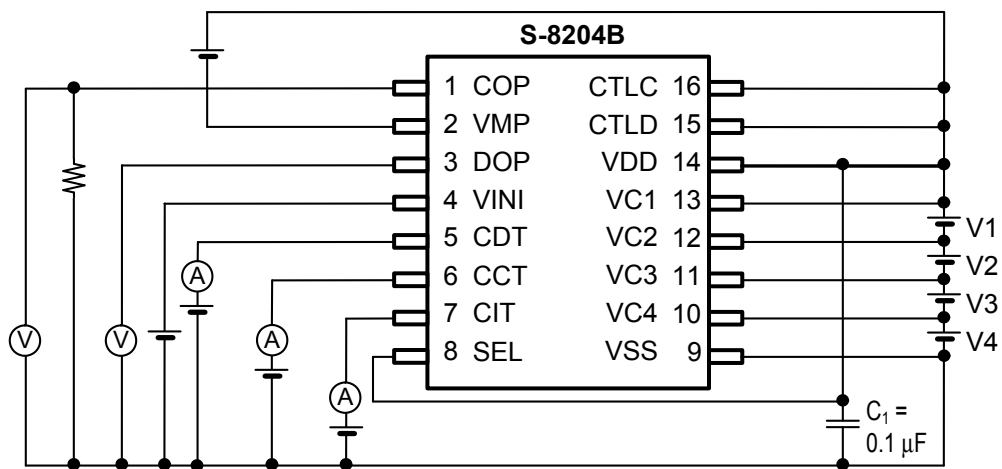 S-8204B
1 COP CTLC 16
2 VMP CTLD 15
3 DOP VDD 14
4 VINI VC1 13
5 CDT VC2 12
6 CCT VC3 11
7 CIT VC4 10
8 SEL VSS 9
V1
V2
V3
V4
V
V
A
A
A
C₁ =
0.1 μF